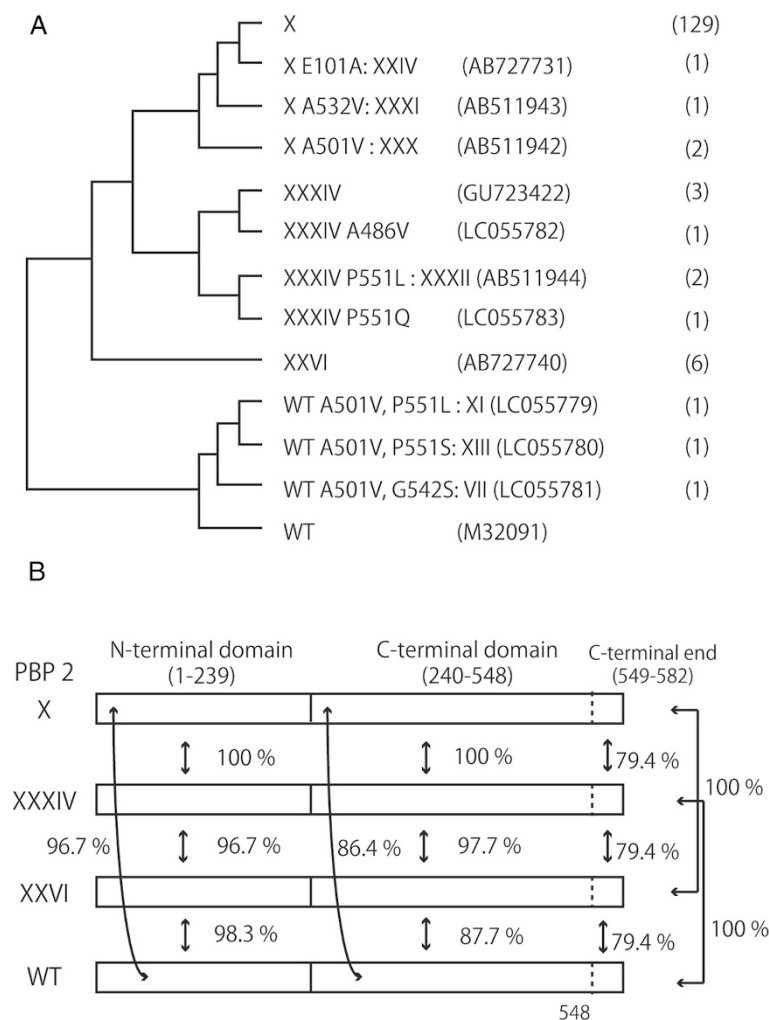 A
X (129)
X E101A: XXIV (AB727731) (1)
X A532V: XXXI (AB511943) (1)
X A501V : XXX (AB511942) (2)
XXXIV (GU723422) (3)
XXXIV A486V (LC055782) (1)
XXXIV P551L : XXXII (AB511944) (2)
XXXIV P551Q (LC055783) (1)
XXVI (AB727740) (6)
WT A501V, P551L : XI (LC055779) (1)
WT A501V, P551S: XIII (LC055780) (1)
WT A501V, G542S: VII (LC055781) (1)
WT (M32091)
B
N-terminal domain C-terminal domain C-terminal end
PBP 2 (1-239) (240-548) (549-582)
X
100 % 100 % 79.4 %
100 %
XXXIV
96.7 % 96.7 % 86.4 % 97.7 % 79.4 %
XXVI
98.3 % 87.7 % 79.4 % 100 %
WT
548